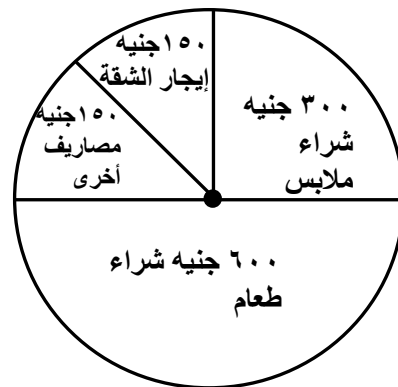 ١٥٠جنيه
إيجار الشقة
٣٠٠ جنيه
شراء
ملابس
١٥٠جنيه
مصاريف
أخرى
٦٠٠ جنيه شراء
طعام